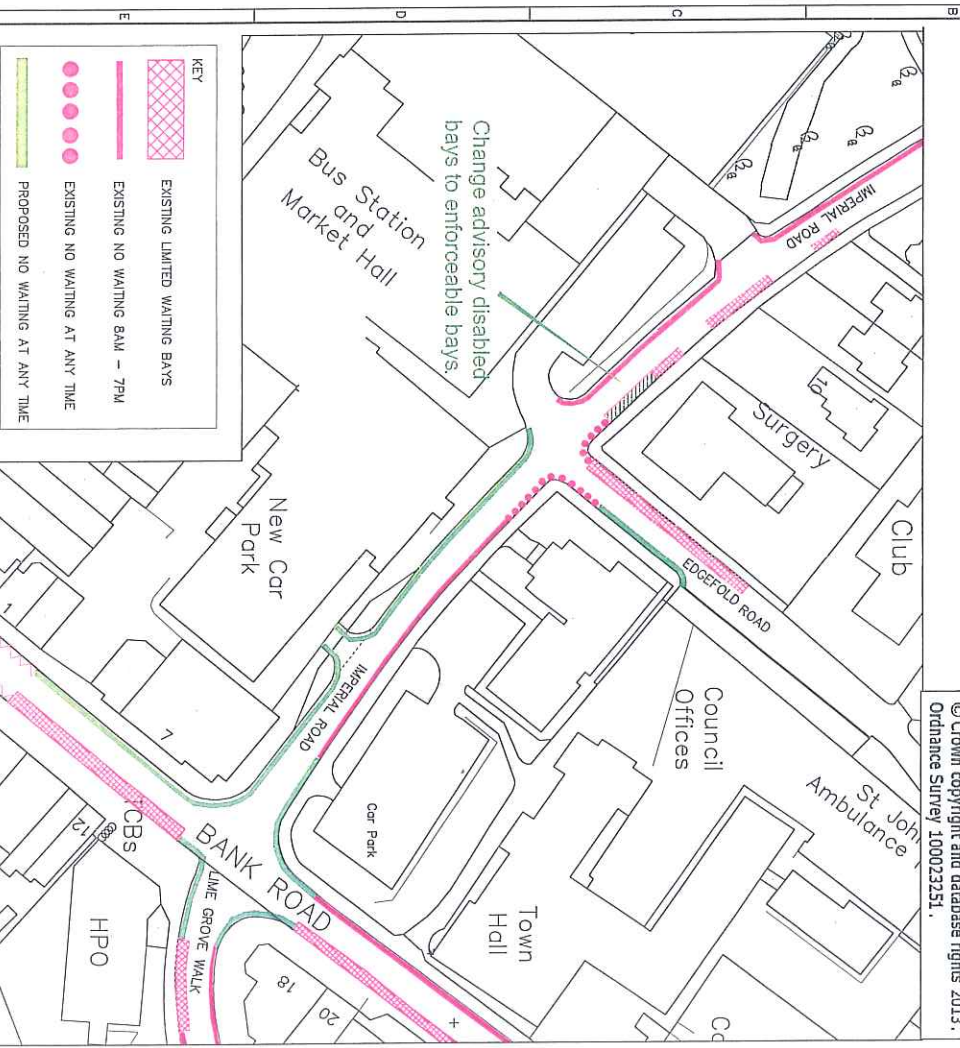 B
C
D
E
© Crown copyright and database rights 2013.
Ordnance Survey 100023251.
IMPERIAL ROAD
Change advisory disabled
bays to enforceable bays.
Bus Station
and
Market Hall
19
Surgery
Club
EDGEFOLD ROAD
Council
Offices
St John
Ambulance
New Car
Park
IMPERIAL ROAD
Car Park
Town
Hall
1
7
BANK ROAD
TCBs
12
LIME GROVE WALK
HPO
18
20
KEY
EXISTING LIMITED WAITING BAYS
EXISTING NO WAITING 8AM - 7PM
EXISTING NO WAITING AT ANY TIME
PROPOSED NO WAITING AT ANY TIME